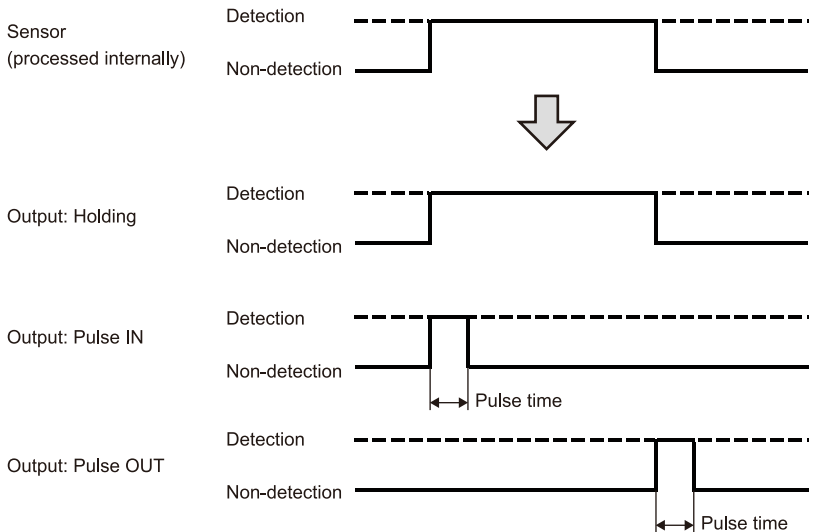 Sensor
(processed internally)
Detection
Non-detection
Output: Holding
Detection
Non-detection
Output: Pulse IN
Detection
Non-detection
Pulse time
Output: Pulse OUT
Detection
Non-detection
Pulse time